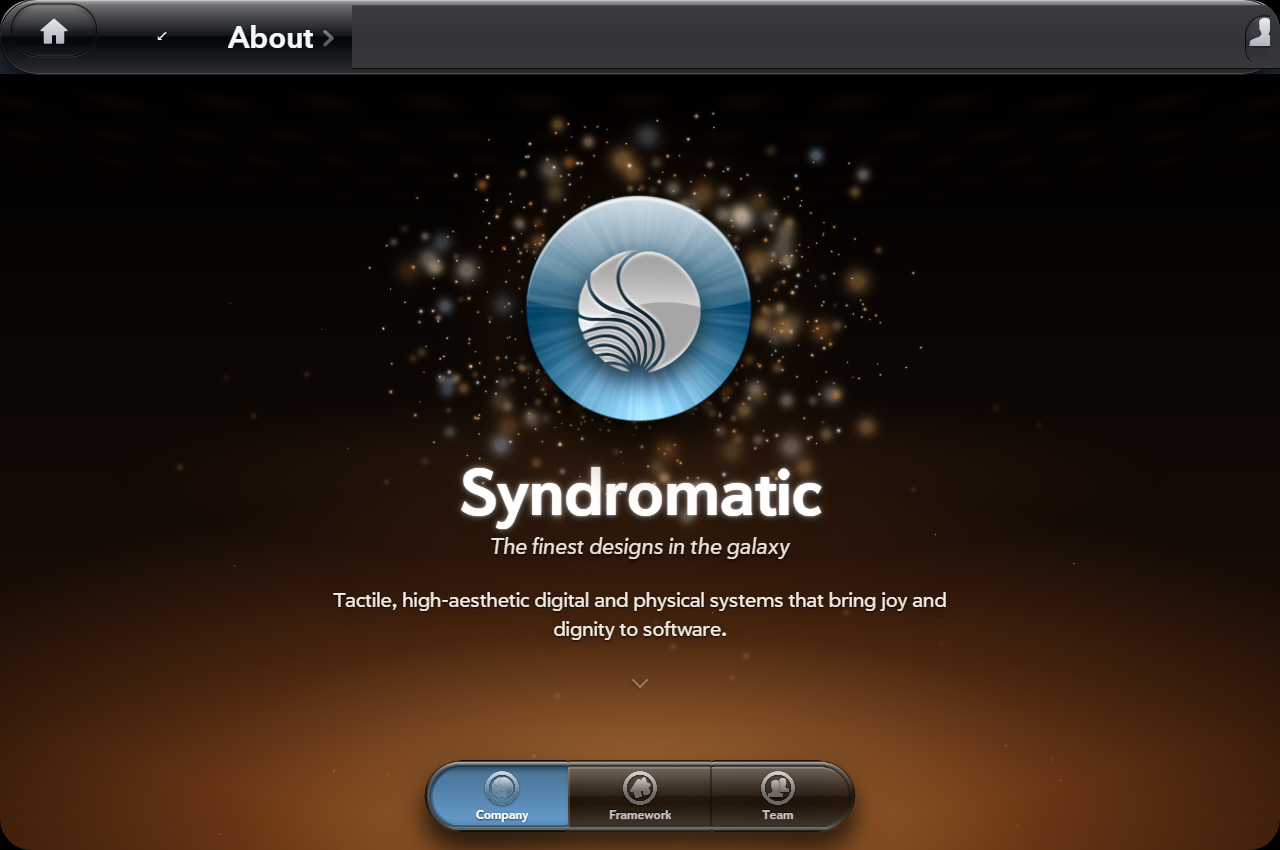 About
Syndromatic
The finest designs in the galaxy
Tactile, high-aesthetic digital and physical systems that bring joy and
dignity to software.
Company
Framework
Team